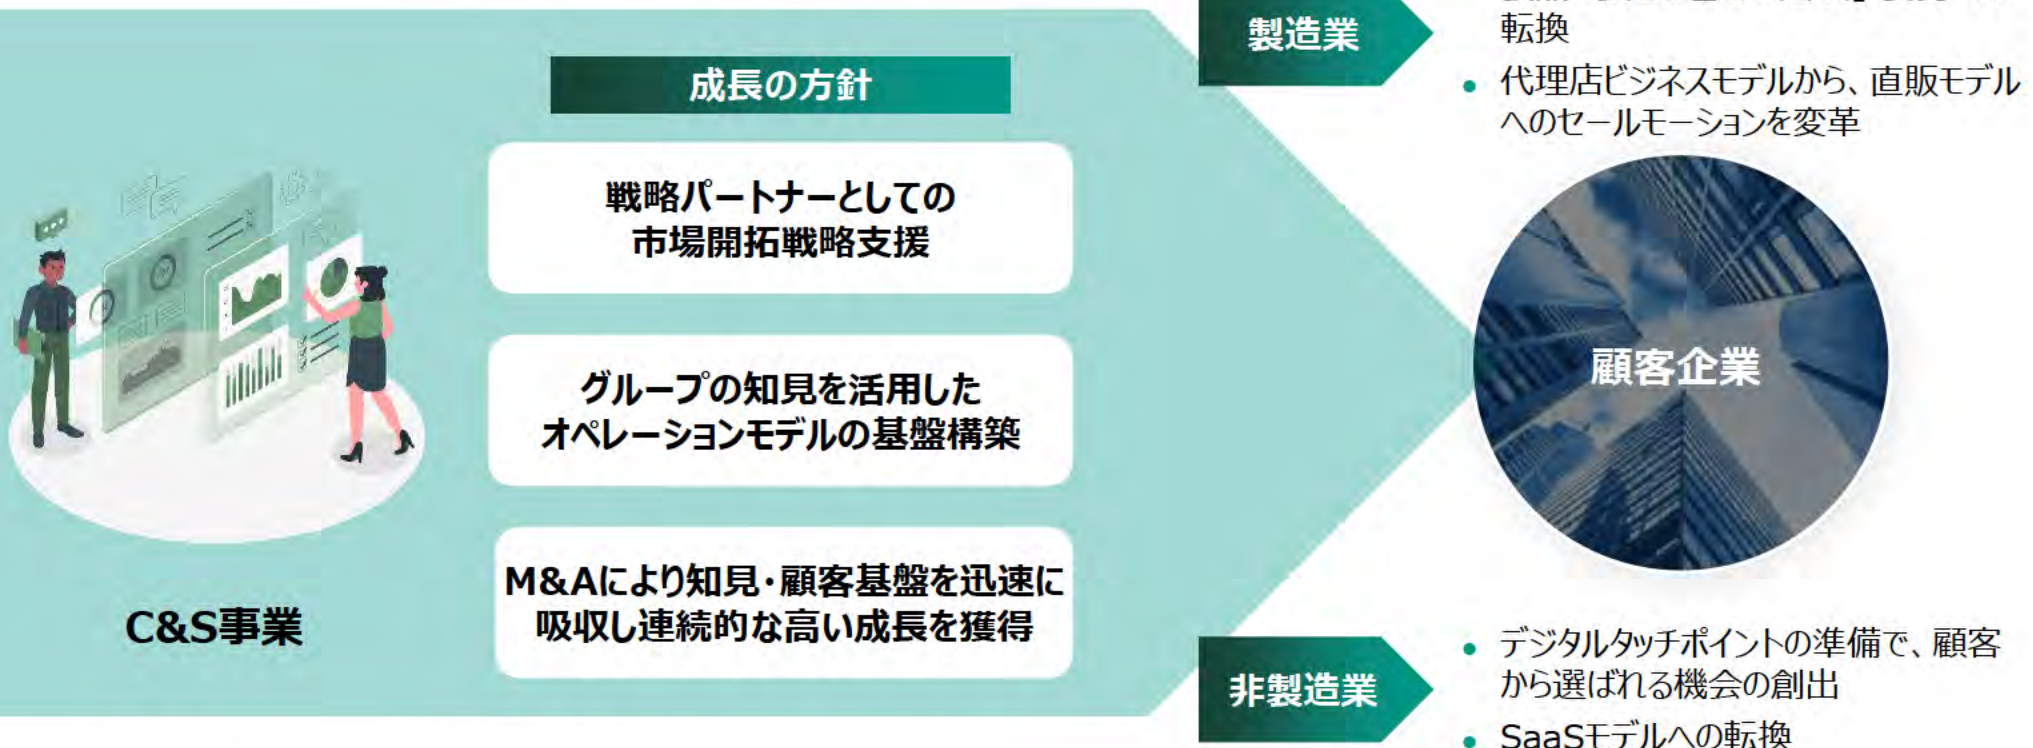 製造業
転換
• 代理店ビジネスモデルから、直販モデル
へのセールモーションを変革
成長の方針
戦略パートナーとしての
市場開拓戦略支援
グループの知見を活用した
オペレーションモデルの基盤構築
M&Aにより知見・顧客基盤を迅速に
吸収し連続的な高い成長を獲得
C&S事業
顧客企業
非製造業
• デジタルタッチポイントの準備で、顧客
から選ばれる機会の創出
• SaaSモデルへの転換